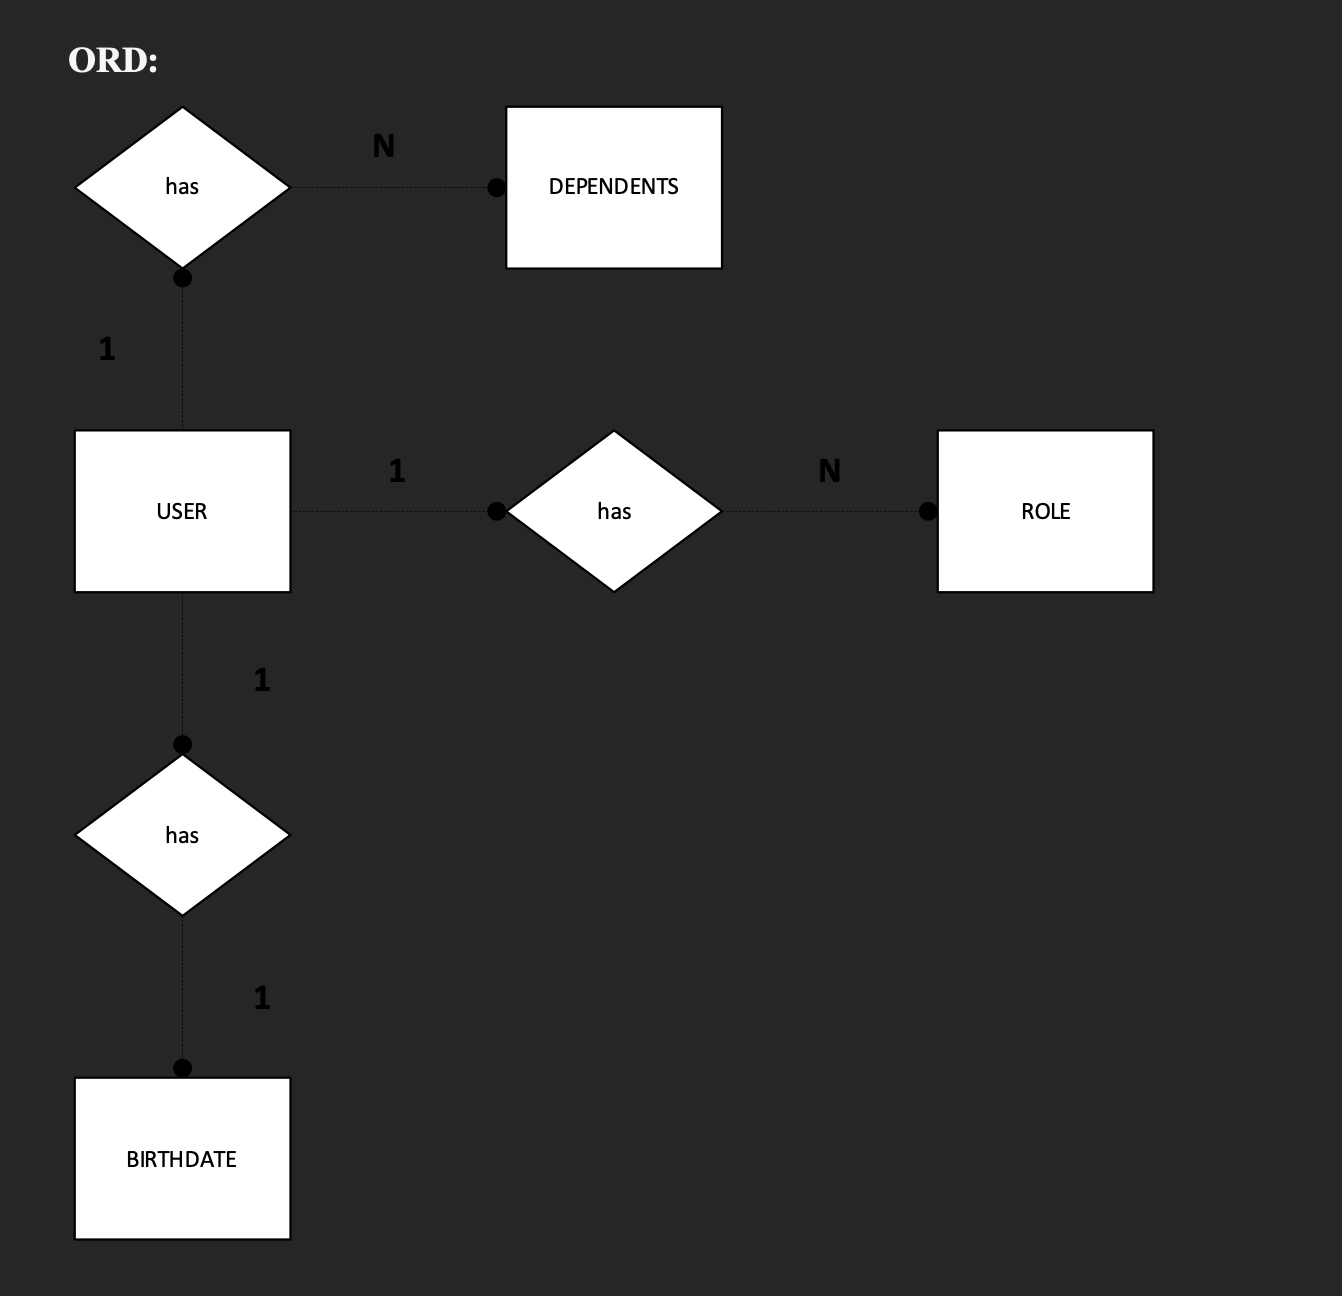 ORD:
has
N
DEPENDENTS
1
USER
1
has
N
ROLE
1
has
1
BIRTHDATE